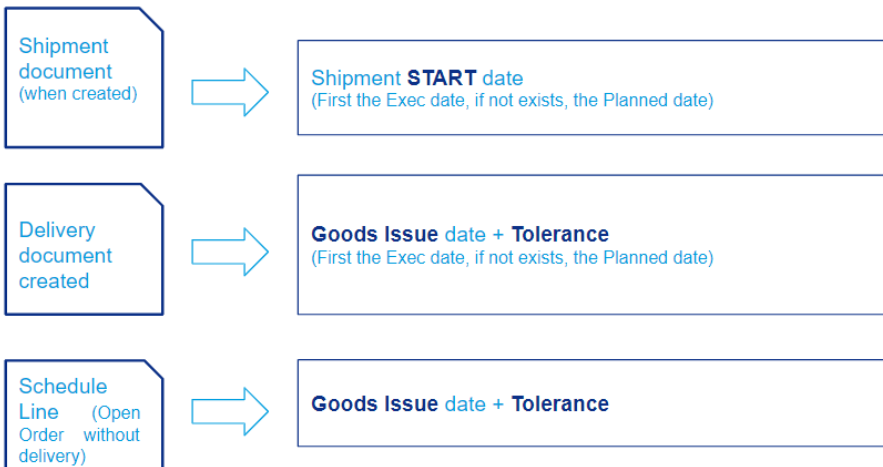 Shipment
document
(when created)
Shipment START date
(First the Exec date, if not exists, the Planned date)
Delivery
document
created
Goods Issue date + Tolerance
(First the Exec date, if not exists, the Planned date)
Schedule
Line (Open
Order without
delivery)
Goods Issue date + Tolerance